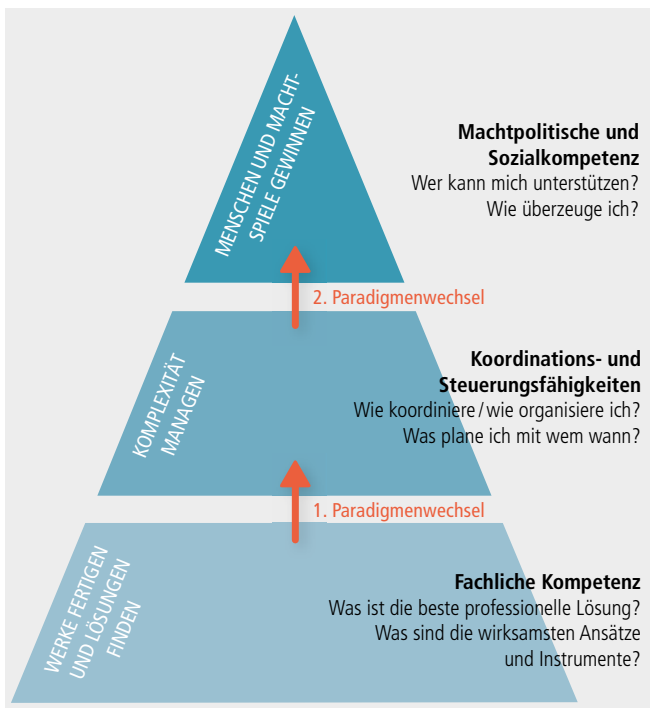 MENSCHEN UND MACHT-
SPIELE GEWINNEN
Machtpolitische und
Sozialkompetenz
Wer kann mich unterstützen?
Wie überzeuge ich?
2. Paradigmenwechsel
KOMPLEXITÄT
MANAGEN
Koordinations- und
Steuerungsfähigkeiten
Wie koordiniere / wie organisiere ich?
Was plane ich mit wem wann?
1. Paradigmenwechsel
WERKE FERTIGEN
UND LÖSUNGEN
FINDEN
Fachliche Kompetenz
Was ist die beste professionelle Lösung?
Was sind die wirksamsten Ansätze
und Instrumente?